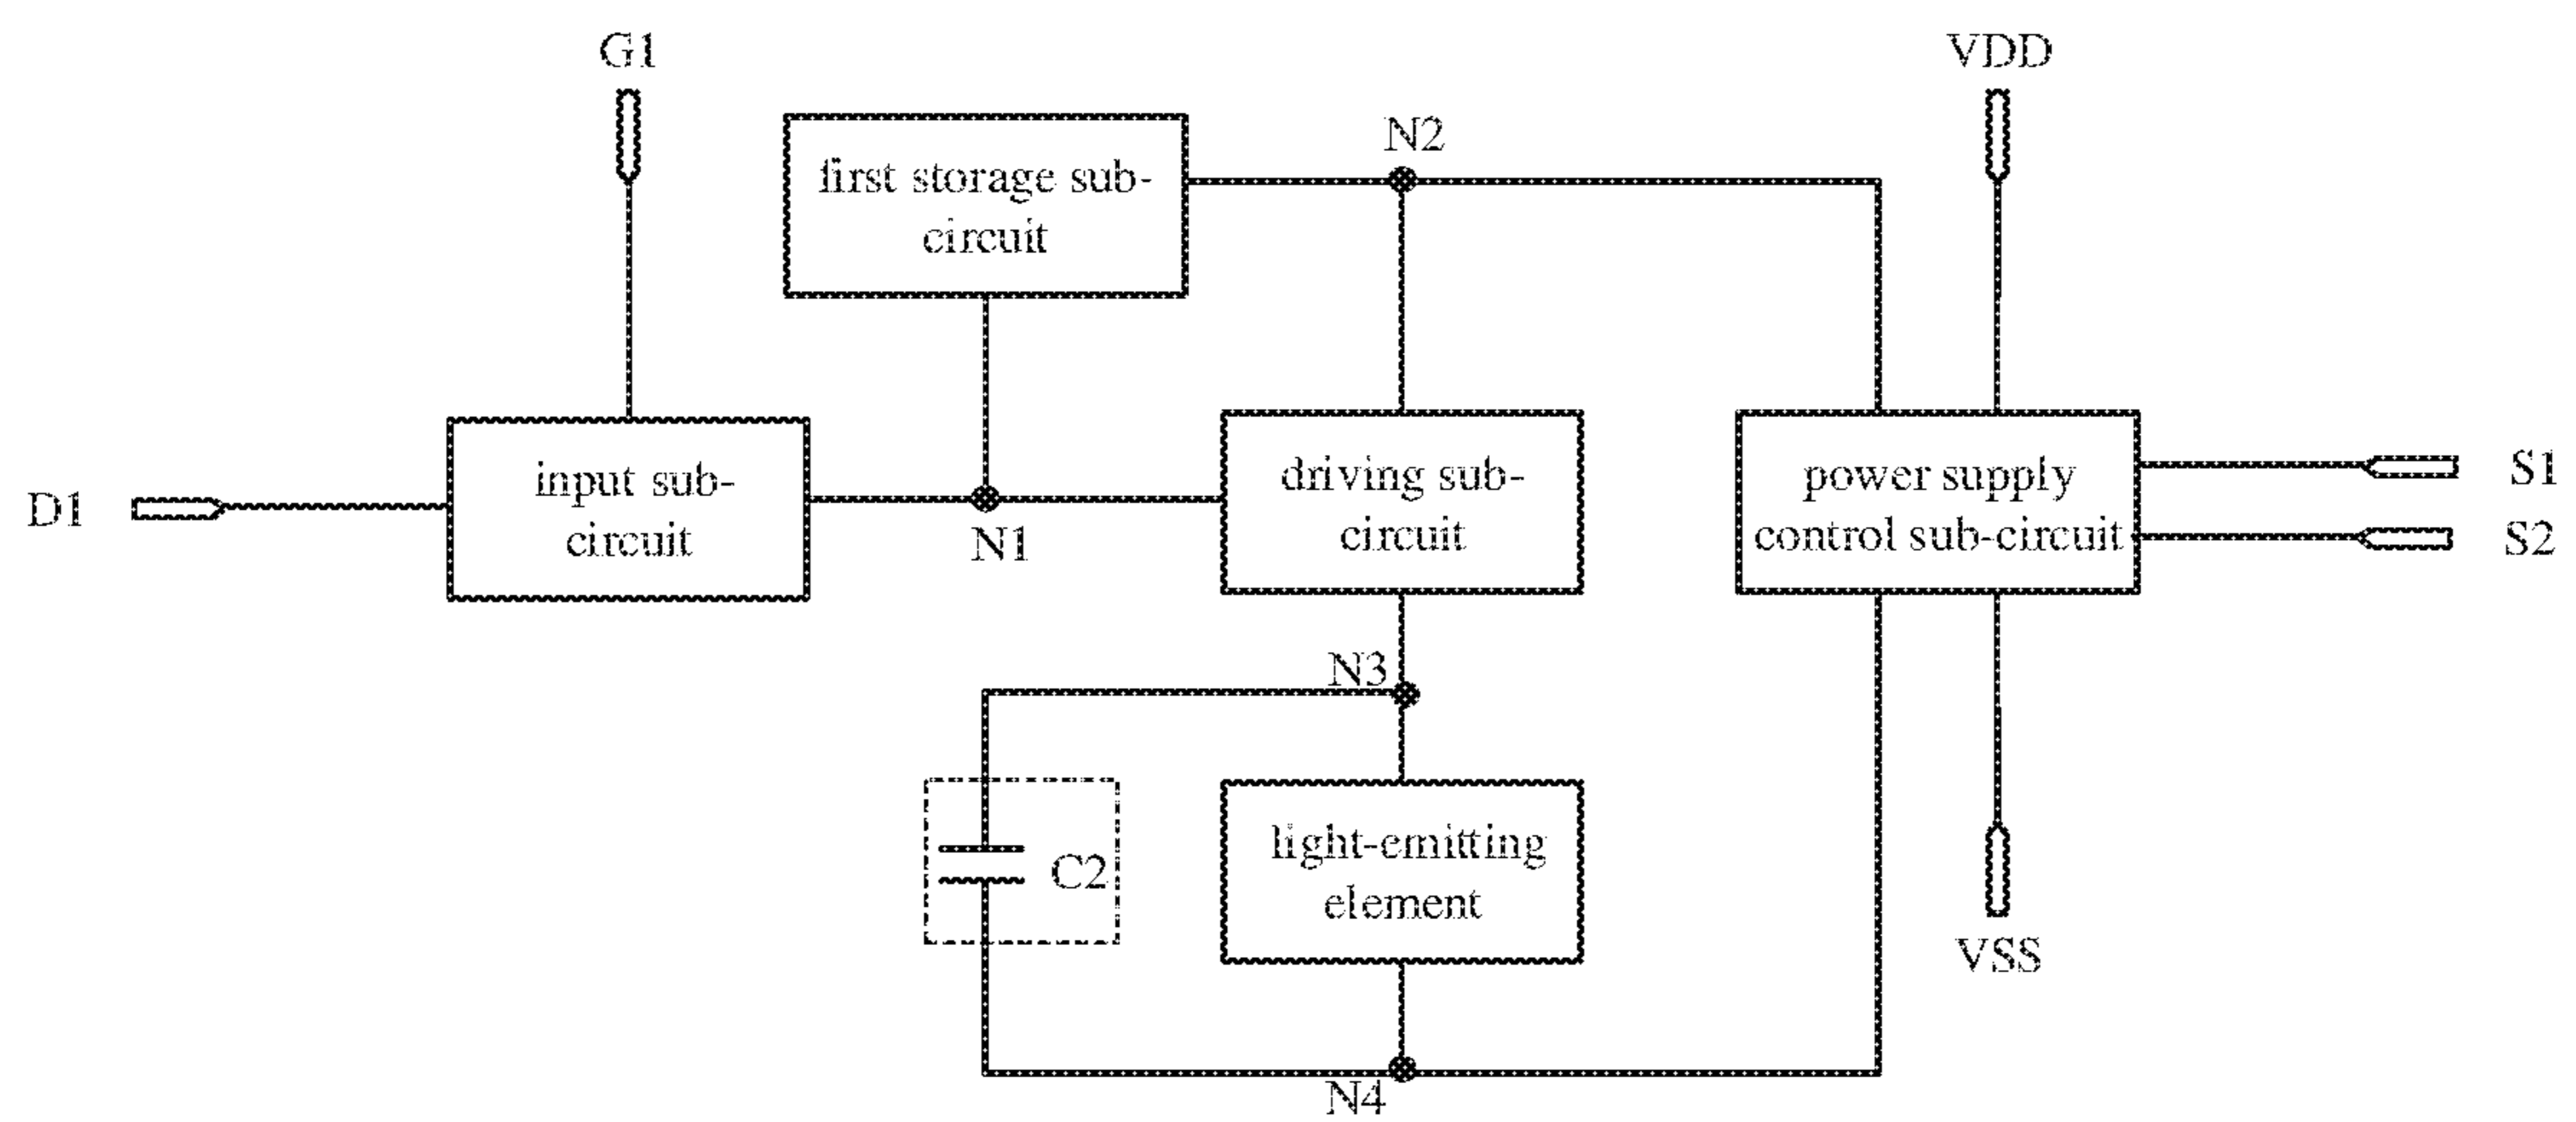 G1
VDD
N2
first storage sub-
circuit
input sub-
circuit
driving sub-
circuit
power supply
control sub-circuit
S1
S2
D1
N1
N3
C2
light-emitting
element
VSS
N4